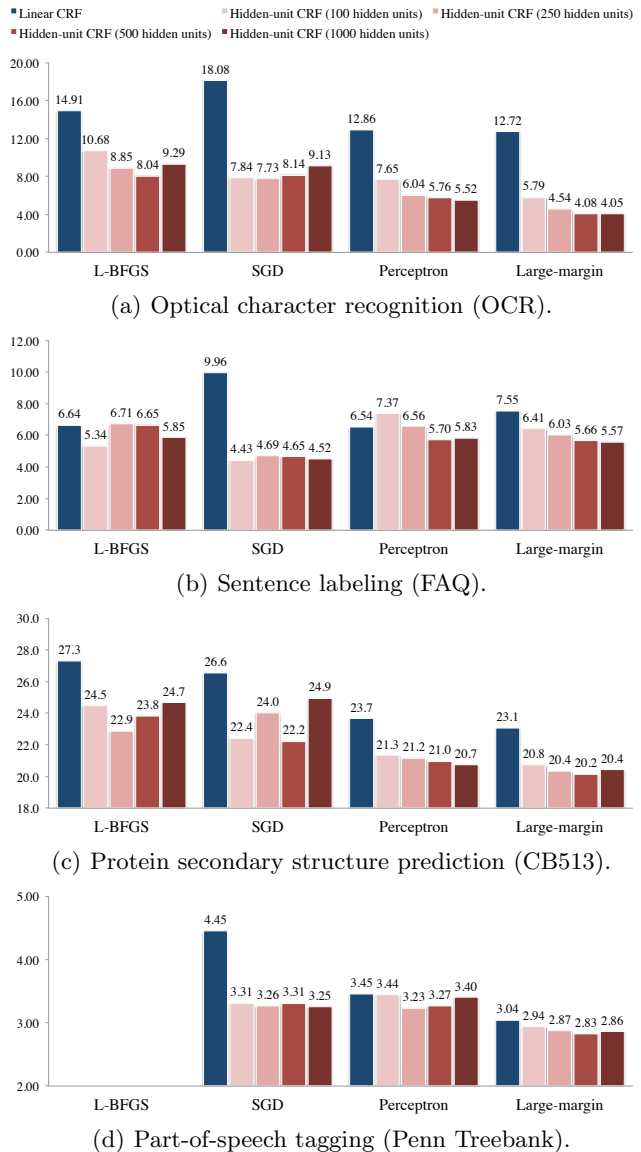 Linear CRF Hidden-unit CRF (100 hidden units) Hidden-unit CRF (250 hidden units)
Hidden-unit CRF (500 hidden units) Hidden-unit CRF (1000 hidden units)
20.00
16.00
12.00
8.00
4.00
0.00
14.91 10.68 8.85 8.04 9.29
18.08 7.84 7.73 8.14 9.13
12.86 7.65 6.04 5.76 5.52
12.72 5.79 4.54 4.08 4.05
L-BFGS SGD Perceptron Large-margin
(a) Optical character recognition (OCR).
12.00
10.00
8.00
6.00
4.00
2.00
0.00
6.64 5.34 6.71 6.65 5.85
9.96 4.43 4.69 4.65 4.52
6.54 7.37 6.56 5.70 5.83
7.55 6.41 6.03 5.66 5.57
L-BFGS SGD Perceptron Large-margin
(b) Sentence labeling (FAQ).
30.0
28.0
26.0
24.0
22.0
20.0
18.0
27.3 24.5 22.9 23.8 24.7
26.6 22.4 24.0 22.2 24.9
23.7 21.3 21.2 21.0 20.7
23.1 20.8 20.4 20.2 20.4
L-BFGS SGD Perceptron Large-margin
(c) Protein secondary structure prediction (CB513).
5.00
4.00
3.00
2.00
4.45 3.31 3.26 3.31 3.25
3.45 3.44 3.23 3.27 3.40
3.04 2.94 2.87 2.83 2.86
L-BFGS SGD Perceptron Large-margin
(d) Part-of-speech tagging (Penn Treebank).